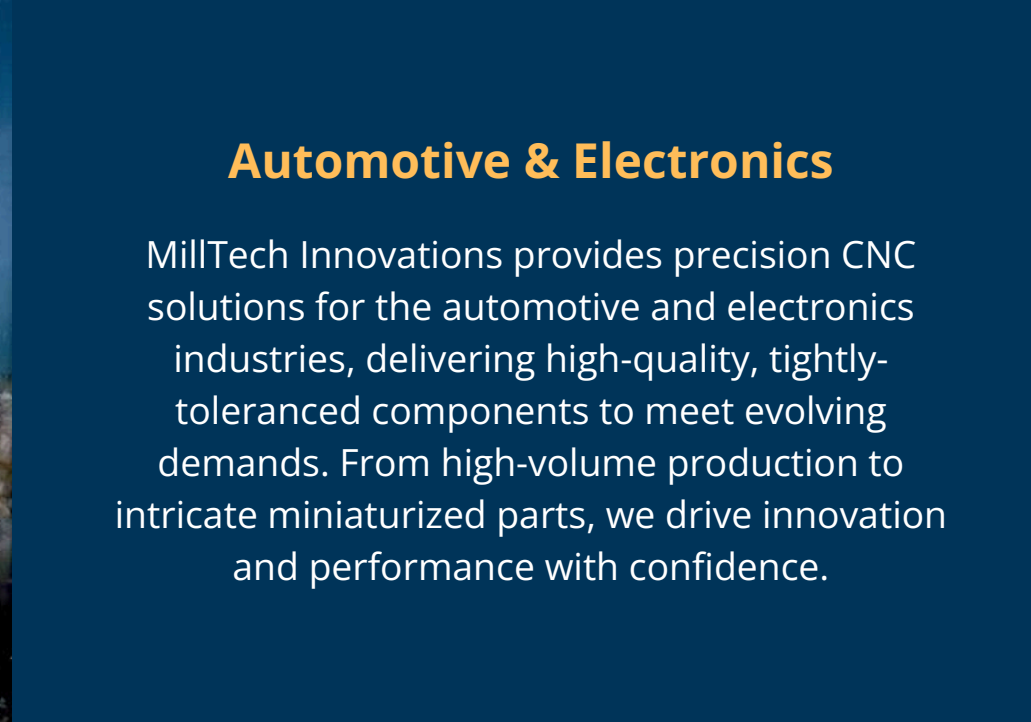 Automotive & Electronics
MillTech Innovations provides precision CNC
solutions for the automotive and electronics
industries, delivering high-quality, tightly-
toleranced components to meet evolving
demands. From high-volume production to
intricate miniaturized parts, we drive innovation
and performance with confidence.